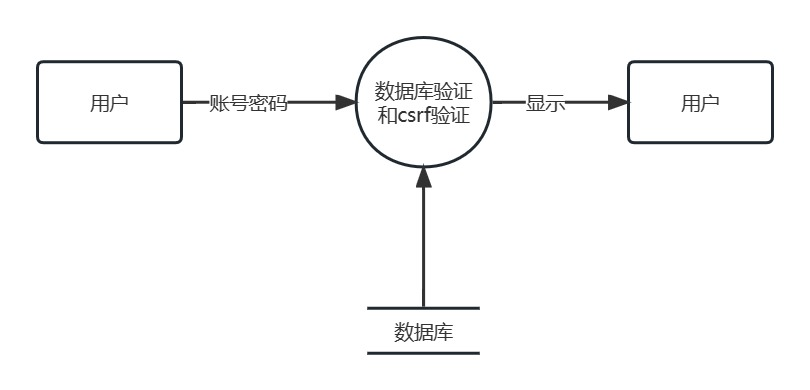 用户
账号密码
数据库验证
和csrf验证
显示
用户
数据库